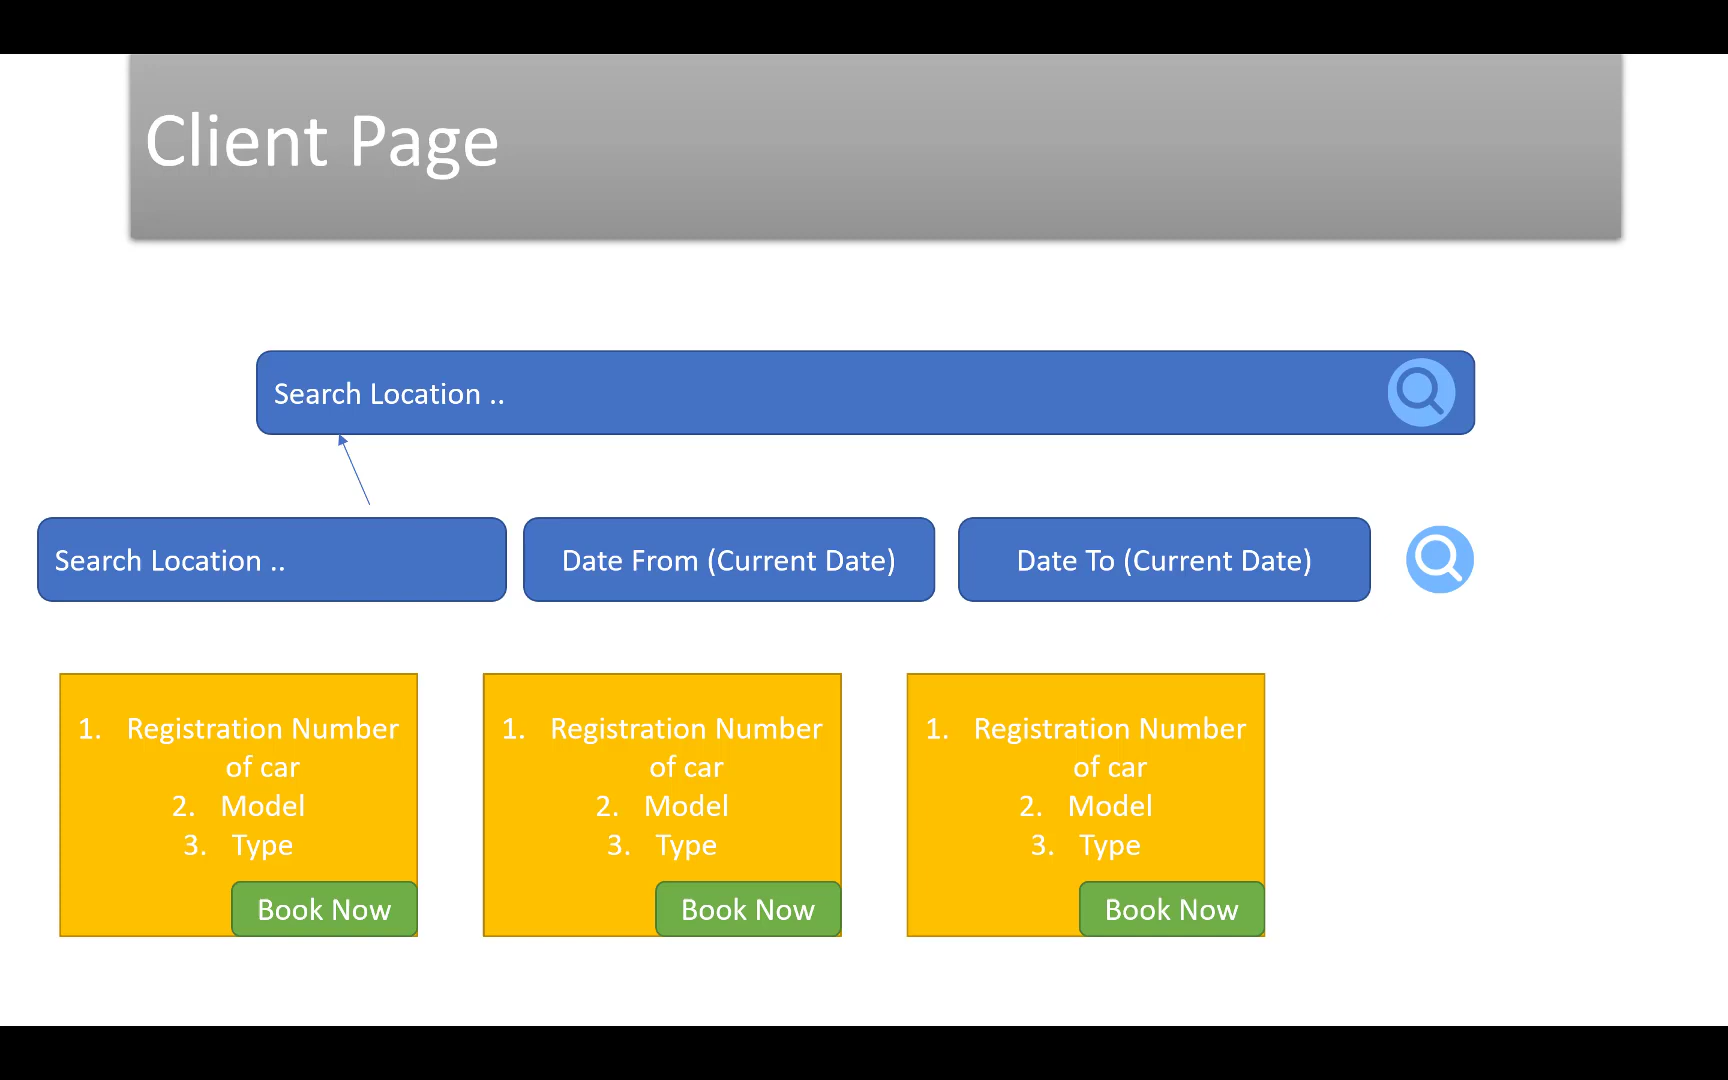 Client Page
Search Location ..
Search Location ..
Date From (Current Date)
Date To (Current Date)
1. Registration Number
of car
2. Model
3. Type
Book Now
1. Registration Number
of car
2. Model
3. Type
Book Now
1. Registration Number
of car
2. Model
3. Type
Book Now